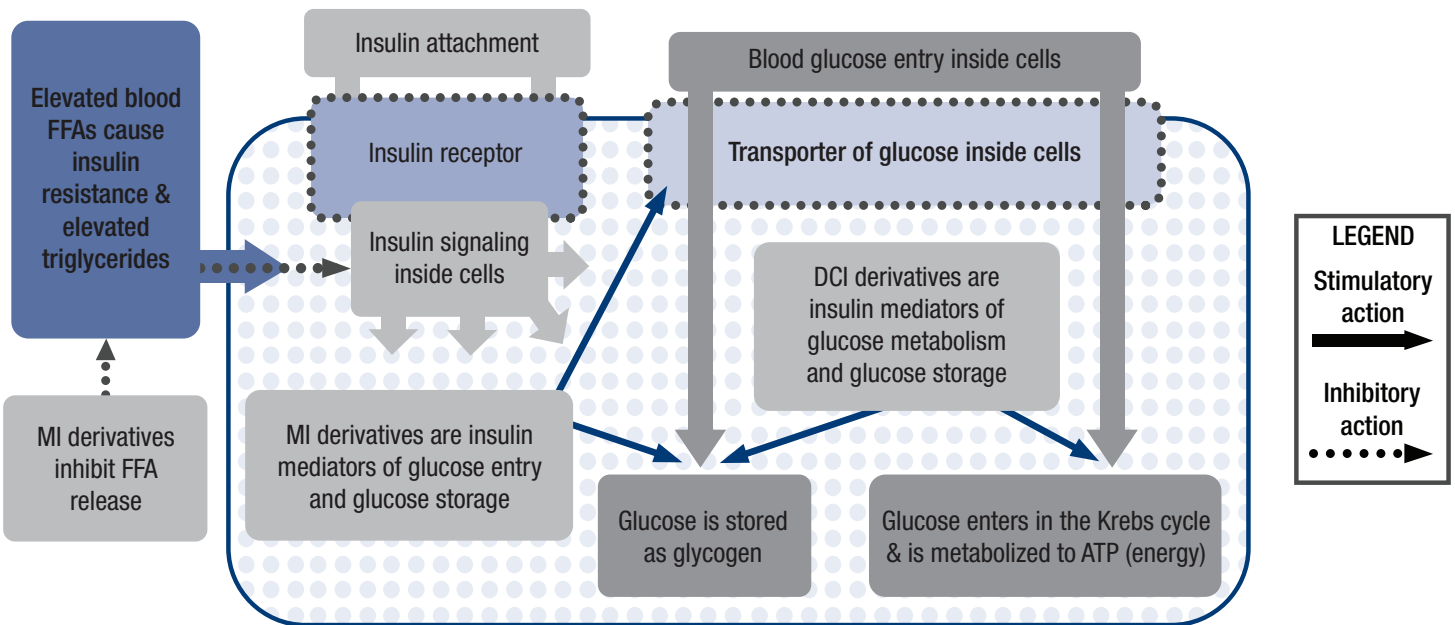 Elevated blood
FFAs cause
insulin
resistance &
elevated
triglycerides
MI derivatives
inhibit FFA
release
Insulin attachment
Insulin receptor
Insulin signaling
inside cells
MI derivatives are insulin
mediators of glucose entry
and glucose storage
Blood glucose entry inside cells
Transporter of glucose inside cells
DCI derivatives are
insulin mediators of
glucose metabolism
and glucose storage
Glucose is stored
as glycogen
Glucose enters in the Krebs cycle
& is metabolized to ATP (energy)
LEGEND
Stimulatory
action
Inhibitory
action